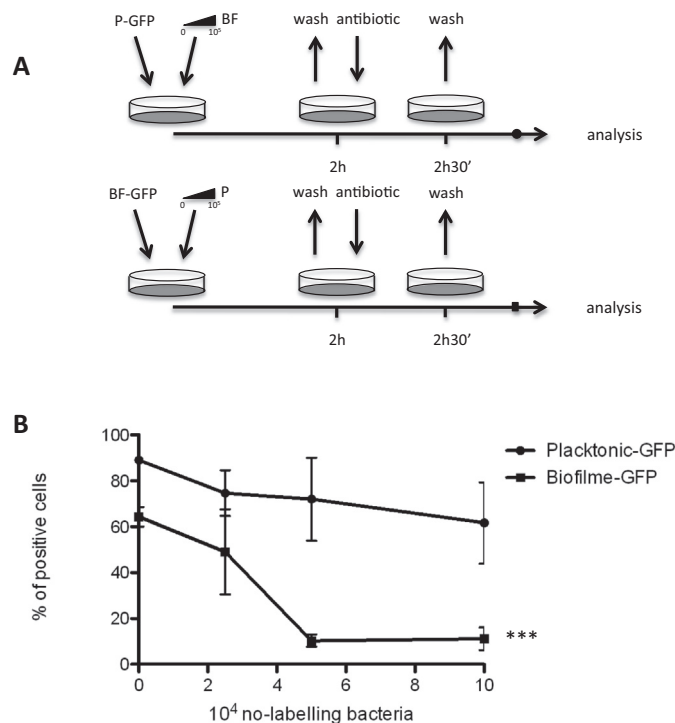 A
P-GFP
BF
0 10⁵
wash antibiotic wash
2h 2h30’
analysis
BF-GFP
P
0 10⁵
wash antibiotic wash
2h 2h30’
analysis
B
% of positive cells
100
80
60
40
20
0
0 2 4 6 8 10
10⁴ no-labelling bacteria
Placktonic-GFP
Biofilme-GFP
***